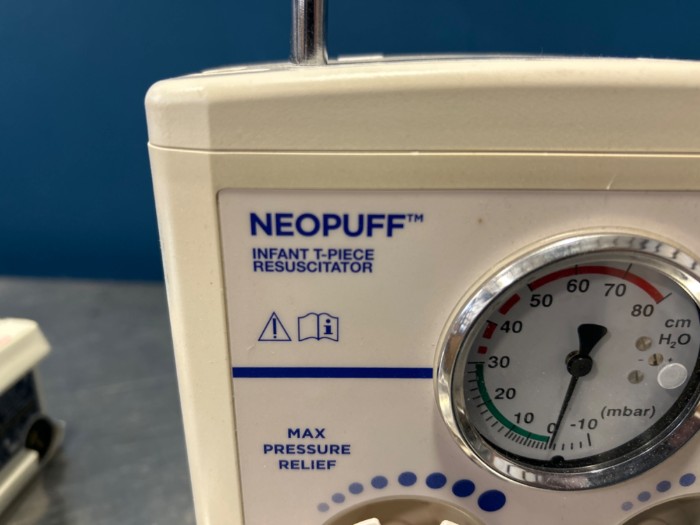 NEOPUFF™
INFANT T-PIECE
RESUSCITATOR
MAX
PRESSURE
RELIEF
80
70
60
50
40
30
20
10
0
-10
cm
H₂O
- +
(mbar)